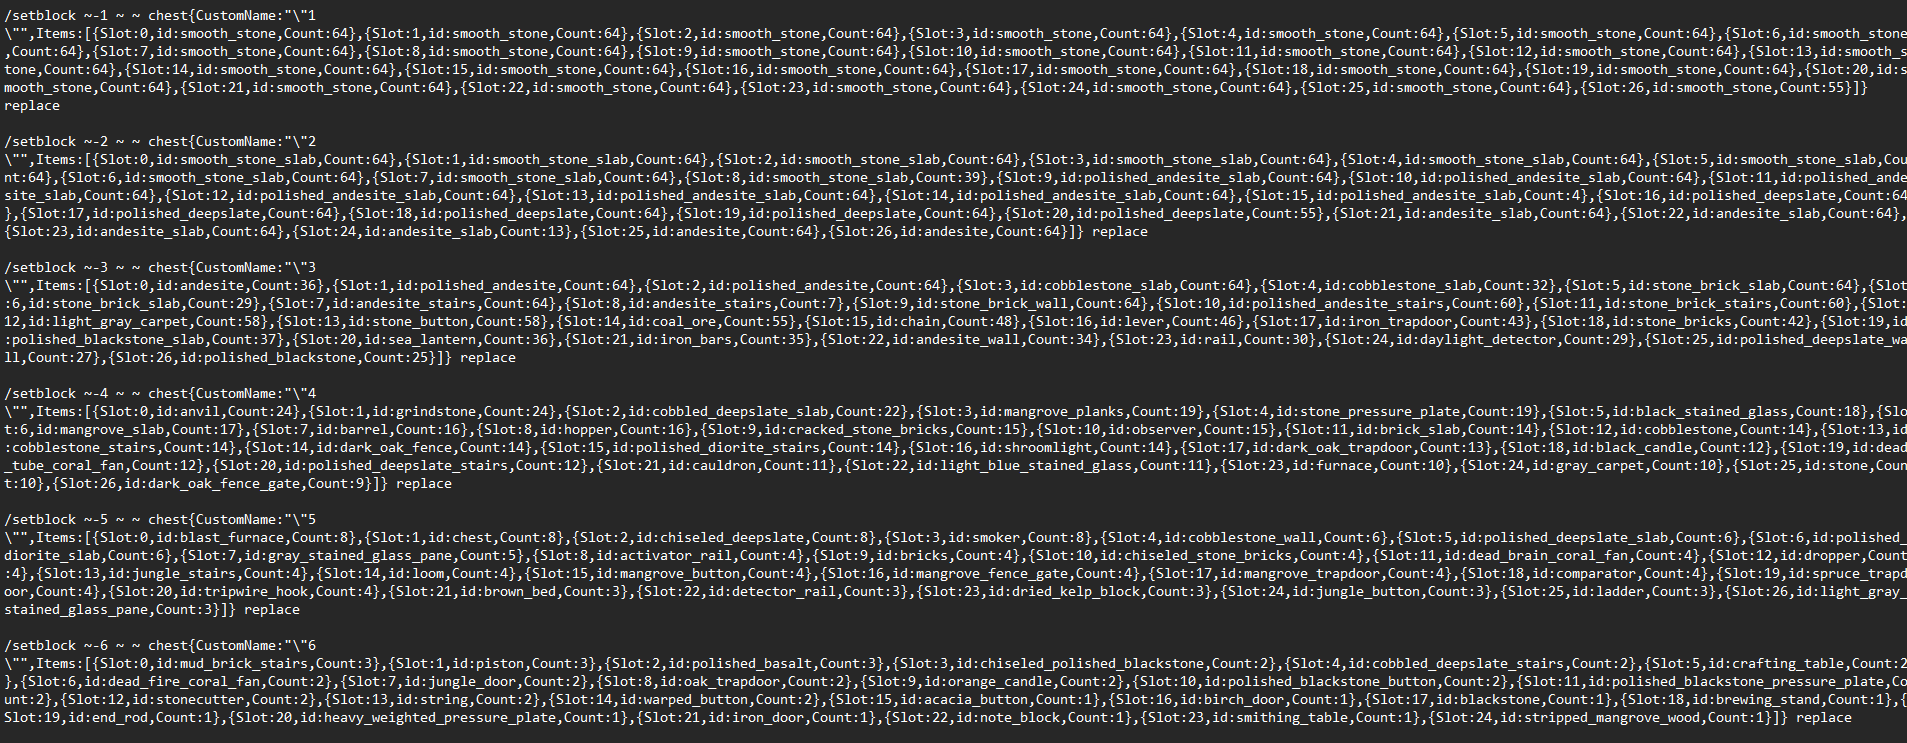 /setblock ~-1 ~ ~ chest{CustomName:"\"1
\"",Items:[{Slot:0,id:smooth_stone,Count:64},{Slot:1,id:smooth_stone,Count:64},{Slot:2,id:smooth_stone,Count:64},{Slot:3,id:smooth_stone,Count:64},{Slot:4,id:smooth_stone,Count:64},{Slot:5,id:smooth_stone,Count:64},{Slot:6,id:smooth_stone
,Count:64},{Slot:7,id:smooth_stone,Count:64},{Slot:8,id:smooth_stone,Count:64},{Slot:9,id:smooth_stone,Count:64},{Slot:10,id:smooth_stone,Count:64},{Slot:11,id:smooth_stone,Count:64},{Slot:12,id:smooth_stone,Count:64},{Slot:13,id:smooth_s
tone,Count:64},{Slot:14,id:smooth_stone,Count:64},{Slot:15,id:smooth_stone,Count:64},{Slot:16,id:smooth_stone,Count:64},{Slot:17,id:smooth_stone,Count:64},{Slot:18,id:smooth_stone,Count:64},{Slot:19,id:smooth_stone,Count:64},{Slot:20,id:s
mooth_stone,Count:64},{Slot:21,id:smooth_stone,Count:64},{Slot:22,id:smooth_stone,Count:64},{Slot:23,id:smooth_stone,Count:64},{Slot:24,id:smooth_stone,Count:64},{Slot:25,id:smooth_stone,Count:64},{Slot:26,id:smooth_stone,Count:55}]}
replace
/setblock ~-2 ~ ~ chest{CustomName:"\"2
\"",Items:[{Slot:0,id:smooth_stone_slab,Count:64},{Slot:1,id:smooth_stone_slab,Count:64},{Slot:2,id:smooth_stone_slab,Count:64},{Slot:3,id:smooth_stone_slab,Count:64},{Slot:4,id:smooth_stone_slab,Count:64},{Slot:5,id:smooth_stone_slab,Cou
nt:64},{Slot:6,id:smooth_stone_slab,Count:64},{Slot:7,id:smooth_stone_slab,Count:64},{Slot:8,id:smooth_stone_slab,Count:39},{Slot:9,id:polished_andesite_slab,Count:64},{Slot:10,id:polished_andesite_slab,Count:64},{Slot:11,id:polished_ande
site_slab,Count:64},{Slot:12,id:polished_andesite_slab,Count:64},{Slot:13,id:polished_andesite_slab,Count:64},{Slot:14,id:polished_andesite_slab,Count:64},{Slot:15,id:polished_andesite_slab,Count:4},{Slot:16,id:polished_deepslate,Count:64
},{Slot:17,id:polished_deepslate,Count:64},{Slot:18,id:polished_deepslate,Count:64},{Slot:19,id:polished_deepslate,Count:64},{Slot:20,id:polished_deepslate,Count:55},{Slot:21,id:andesite_slab,Count:64},{Slot:22,id:andesite_slab,Count:64},
{Slot:23,id:andesite_slab,Count:64},{Slot:24,id:andesite_slab,Count:13},{Slot:25,id:andesite,Count:64},{Slot:26,id:andesite,Count:64}]} replace
/setblock ~-3 ~ ~ chest{CustomName:"\"3
\"",Items:[{Slot:0,id:andesite,Count:36},{Slot:1,id:polished_andesite,Count:64},{Slot:2,id:polished_andesite,Count:64},{Slot:3,id:cobblestone_slab,Count:64},{Slot:4,id:cobblestone_slab,Count:32},{Slot:5,id:stone_brick_slab,Count:64},{Slot
:6,id:stone_brick_slab,Count:29},{Slot:7,id:andesite_stairs,Count:64},{Slot:8,id:andesite_stairs,Count:7},{Slot:9,id:stone_brick_wall,Count:64},{Slot:10,id:polished_andesite_stairs,Count:60},{Slot:11,id:stone_brick_stairs,Count:60},{Slot:
12,id:light_gray_carpet,Count:58},{Slot:13,id:stone_button,Count:58},{Slot:14,id:coal_ore,Count:55},{Slot:15,id:chain,Count:48},{Slot:16,id:lever,Count:46},{Slot:17,id:iron_trapdoor,Count:43},{Slot:18,id:stone_bricks,Count:42},{Slot:19,id
:polished_blackstone_slab,Count:37},{Slot:20,id:sea_lantern,Count:36},{Slot:21,id:iron_bars,Count:35},{Slot:22,id:andesite_wall,Count:34},{Slot:23,id:rail,Count:30},{Slot:24,id:daylight_detector,Count:29},{Slot:25,id:polished_deepslate_wa
ll,Count:27},{Slot:26,id:polished_blackstone,Count:25}]} replace
/setblock ~-4 ~ ~ chest{CustomName:"\"4
\"",Items:[{Slot:0,id:anvil,Count:24},{Slot:1,id:grindstone,Count:24},{Slot:2,id:cobbled_deepslate_slab,Count:22},{Slot:3,id:mangrove_planks,Count:19},{Slot:4,id:stone_pressure_plate,Count:19},{Slot:5,id:black_stained_glass,Count:18},{Slo
t:6,id:mangrove_slab,Count:17},{Slot:7,id:barrel,Count:16},{Slot:8,id:hopper,Count:16},{Slot:9,id:cracked_stone_bricks,Count:15},{Slot:10,id:observer,Count:15},{Slot:11,id:brick_slab,Count:14},{Slot:12,id:cobblestone,Count:14},{Slot:13,id
:cobblestone_stairs,Count:14},{Slot:14,id:dark_oak_fence,Count:14},{Slot:15,id:polished_diorite_stairs,Count:14},{Slot:16,id:shroomlight,Count:14},{Slot:17,id:dark_oak_trapdoor,Count:13},{Slot:18,id:black_candle,Count:12},{Slot:19,id:dead
_tube_coral_fan,Count:12},{Slot:20,id:polished_deepslate_stairs,Count:12},{Slot:21,id:cauldron,Count:11},{Slot:22,id:light_blue_stained_glass,Count:11},{Slot:23,id:furnace,Count:10},{Slot:24,id:gray_carpet,Count:10},{Slot:25,id:stone,Coun
t:10},{Slot:26,id:dark_oak_fence_gate,Count:9}]} replace
/setblock ~-5 ~ ~ chest{CustomName:"\"5
\"",Items:[{Slot:0,id:blast_furnace,Count:8},{Slot:1,id:chest,Count:8},{Slot:2,id:chiseled_deepslate,Count:8},{Slot:3,id:smoker,Count:8},{Slot:4,id:cobblestone_wall,Count:6},{Slot:5,id:polished_deepslate_slab,Count:6},{Slot:6,id:polished_
diorite_slab,Count:6},{Slot:7,id:gray_stained_glass_pane,Count:5},{Slot:8,id:activator_rail,Count:4},{Slot:9,id:bricks,Count:4},{Slot:10,id:chiseled_stone_bricks,Count:4},{Slot:11,id:dead_brain_coral_fan,Count:4},{Slot:12,id:dropper,Count
:4},{Slot:13,id:jungle_stairs,Count:4},{Slot:14,id:loom,Count:4},{Slot:15,id:mangrove_button,Count:4},{Slot:16,id:mangrove_fence_gate,Count:4},{Slot:17,id:mangrove_trapdoor,Count:4},{Slot:18,id:comparator,Count:4},{Slot:19,id:spruce_trapd
oor,Count:4},{Slot:20,id:tripwire_hook,Count:4},{Slot:21,id:brown_bed,Count:3},{Slot:22,id:detector_rail,Count:3},{Slot:23,id:dried_kelp_block,Count:3},{Slot:24,id:jungle_button,Count:3},{Slot:25,id:ladder,Count:3},{Slot:26,id:light_gray_
stained_glass_pane,Count:3}]} replace
/setblock ~-6 ~ ~ chest{CustomName:"\"6
\"",Items:[{Slot:0,id:mud_brick_stairs,Count:3},{Slot:1,id:piston,Count:3},{Slot:2,id:polished_basalt,Count:3},{Slot:3,id:chiseled_polished_blackstone,Count:2},{Slot:4,id:cobbled_deepslate_stairs,Count:2},{Slot:5,id:crafting_table,Count:2
},{Slot:6,id:dead_fire_coral_fan,Count:2},{Slot:7,id:jungle_door,Count:2},{Slot:8,id:oak_trapdoor,Count:2},{Slot:9,id:orange_candle,Count:2},{Slot:10,id:polished_blackstone_button,Count:2},{Slot:11,id:polished_blackstone_pressure_plate,Co
unt:2},{Slot:12,id:stonecutter,Count:2},{Slot:13,id:string,Count:2},{Slot:14,id:warped_button,Count:2},{Slot:15,id:acacia_button,Count:1},{Slot:16,id:birch_door,Count:1},{Slot:17,id:blackstone,Count:1},{Slot:18,id:brewing_stand,Count:1},{
Slot:19,id:end_rod,Count:1},{Slot:20,id:heavy_weighted_pressure_plate,Count:1},{Slot:21,id:iron_door,Count:1},{Slot:22,id:note_block,Count:1},{Slot:23,id:smithing_table,Count:1},{Slot:24,id:stripped_mangrove_wood,Count:1}]} replace